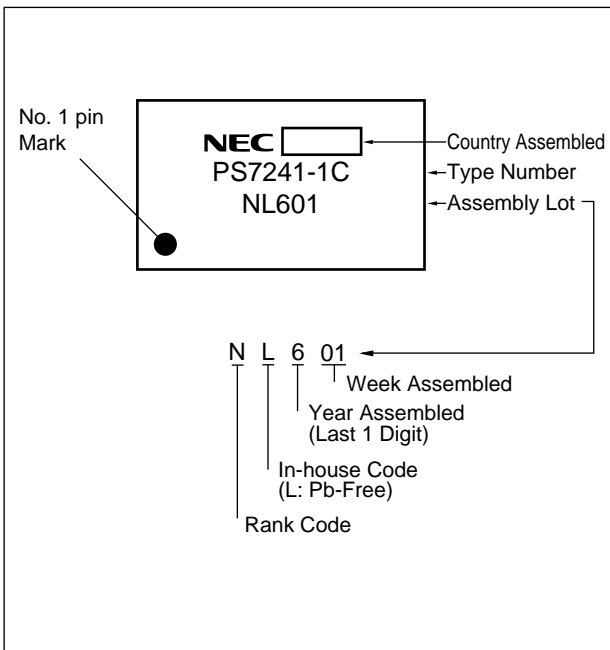 No. 1 pin
Mark
NEC
Country Assembled
PS7241-1C
Type Number
NL601
Assembly Lot
N L 6 01
Week Assembled
Year Assembled
(Last 1 Digit)
In-house Code
(L: Pb-Free)
Rank Code